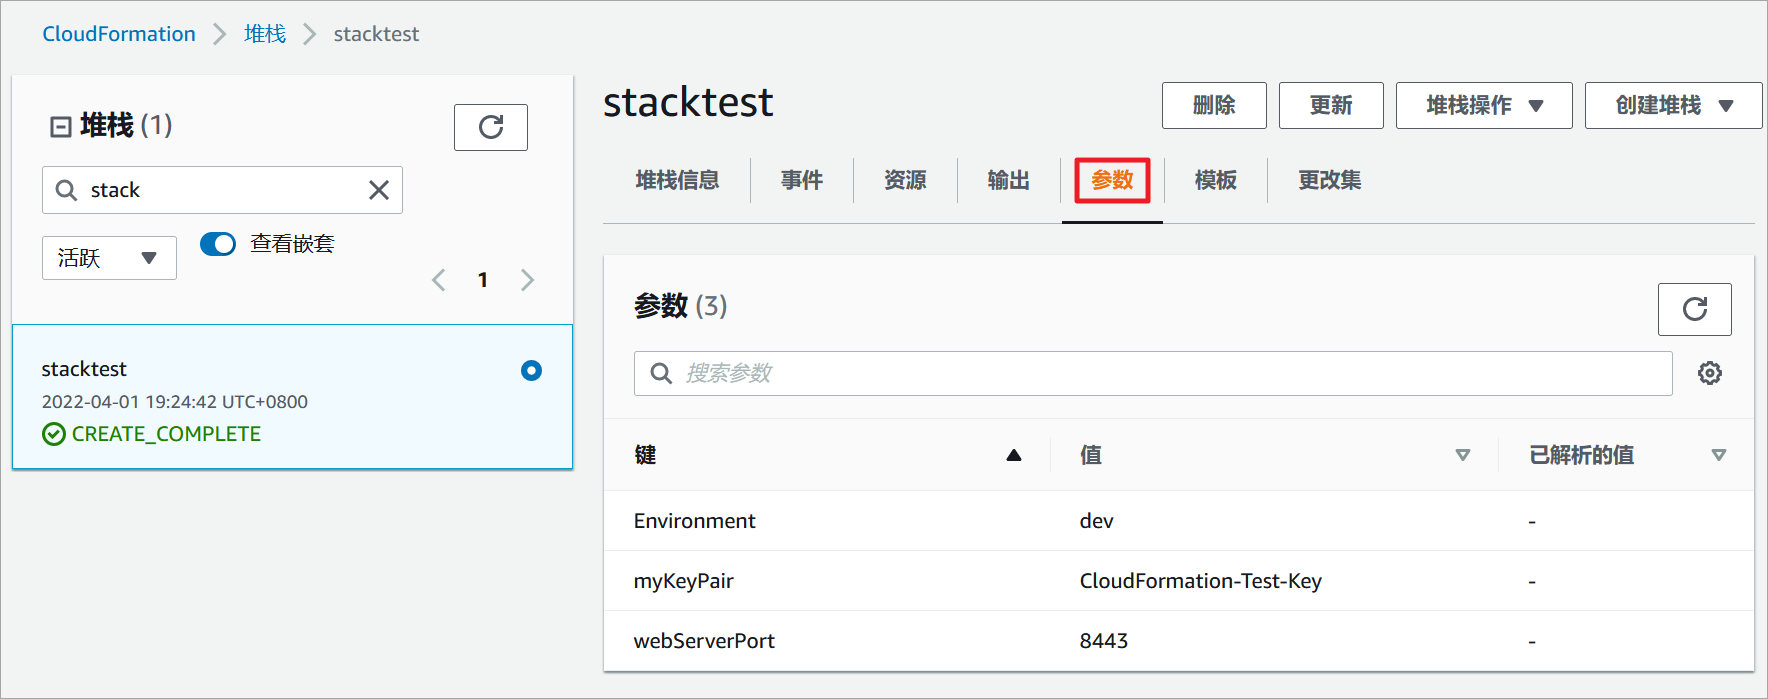 CloudFormation 堆栈 stacktest
堆栈 (1)
stack
活跃
查看嵌套
1
stacktest
2022-04-01 19:24:42 UTC+0800
CREATE_COMPLETE
stacktest
删除 更新 堆栈操作 创建堆栈
堆栈信息 事件 资源 输出 参数 模板 更改集
参数 (3)
搜索参数
键 值 已解析的值
Environment dev -
myKeyPair CloudFormation-Test-Key -
webServerPort 8443 -